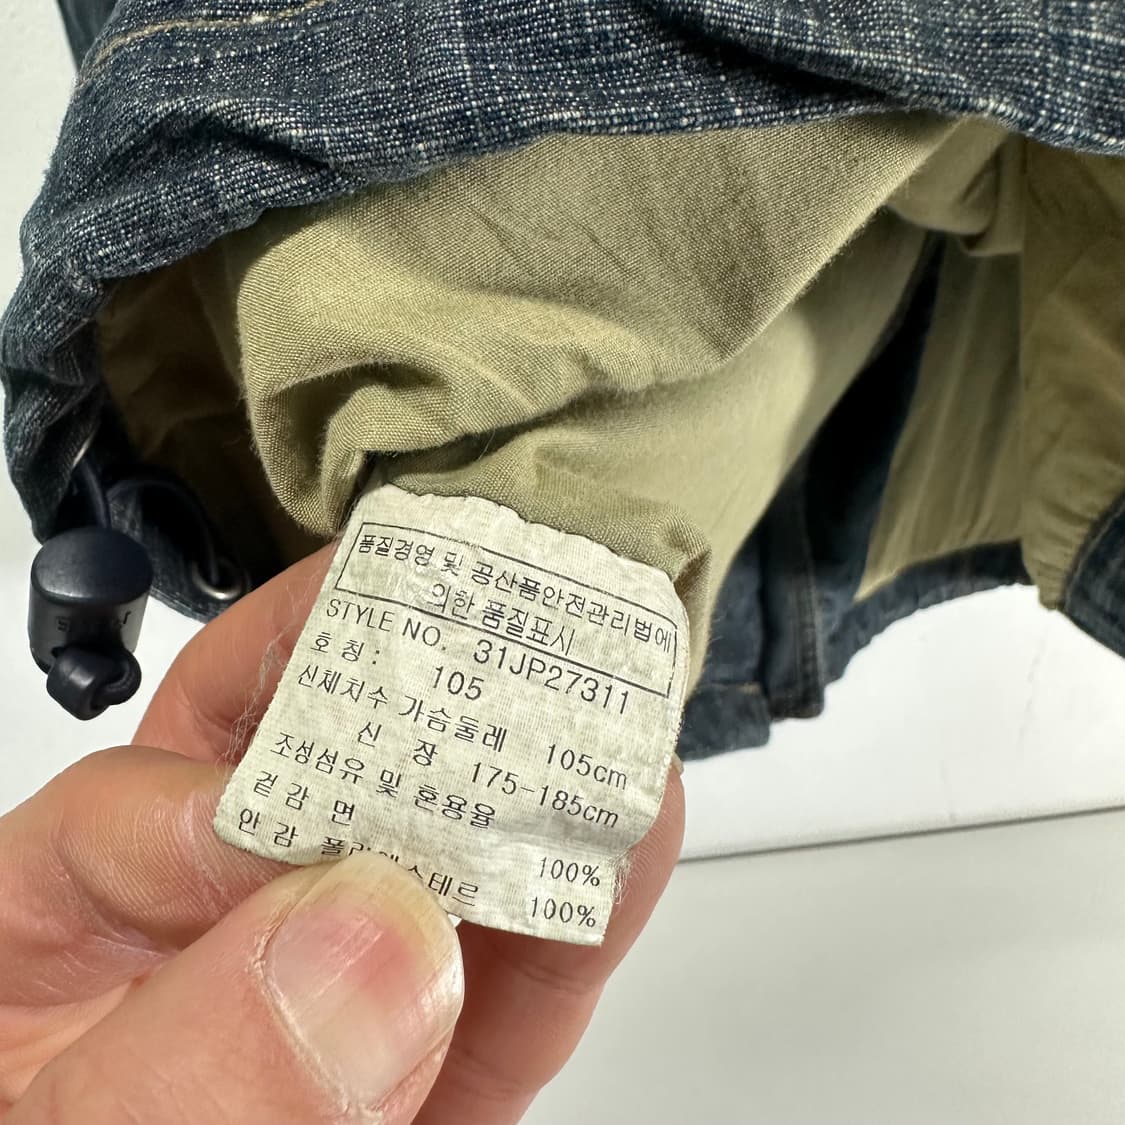 품질경영 및 공산품안전관리법에
의한 품질표시
STYLE NO. 31JP27311
호 칭 : 105
신체치수 가슴둘레 105cm
신 장 175-185cm
조성섬유 및 혼용율
겉 감 면 100%
안 감 폴리에스테르 100%